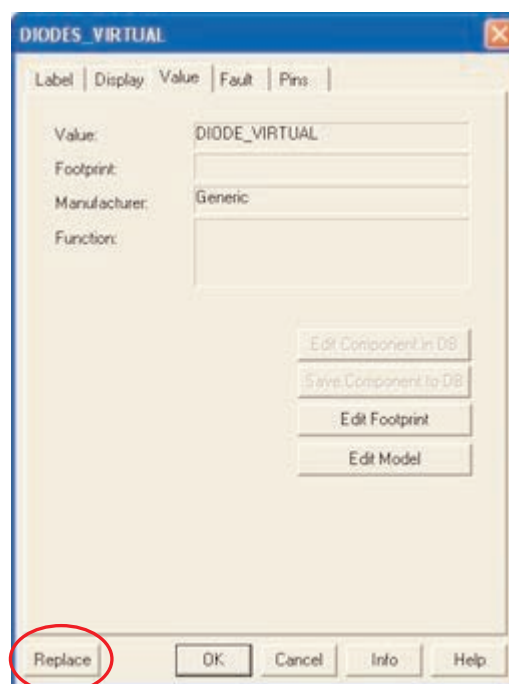 DIODES_VIRTUAL
Label Display Value Fault Pins
Value: DIODE_VIRTUAL
Footprint:
Manufacturer: Generic
Function:
Edit Component in DB
Save Component to DB
Edit Footprint
Edit Model
Replace OK Cancel Info Help